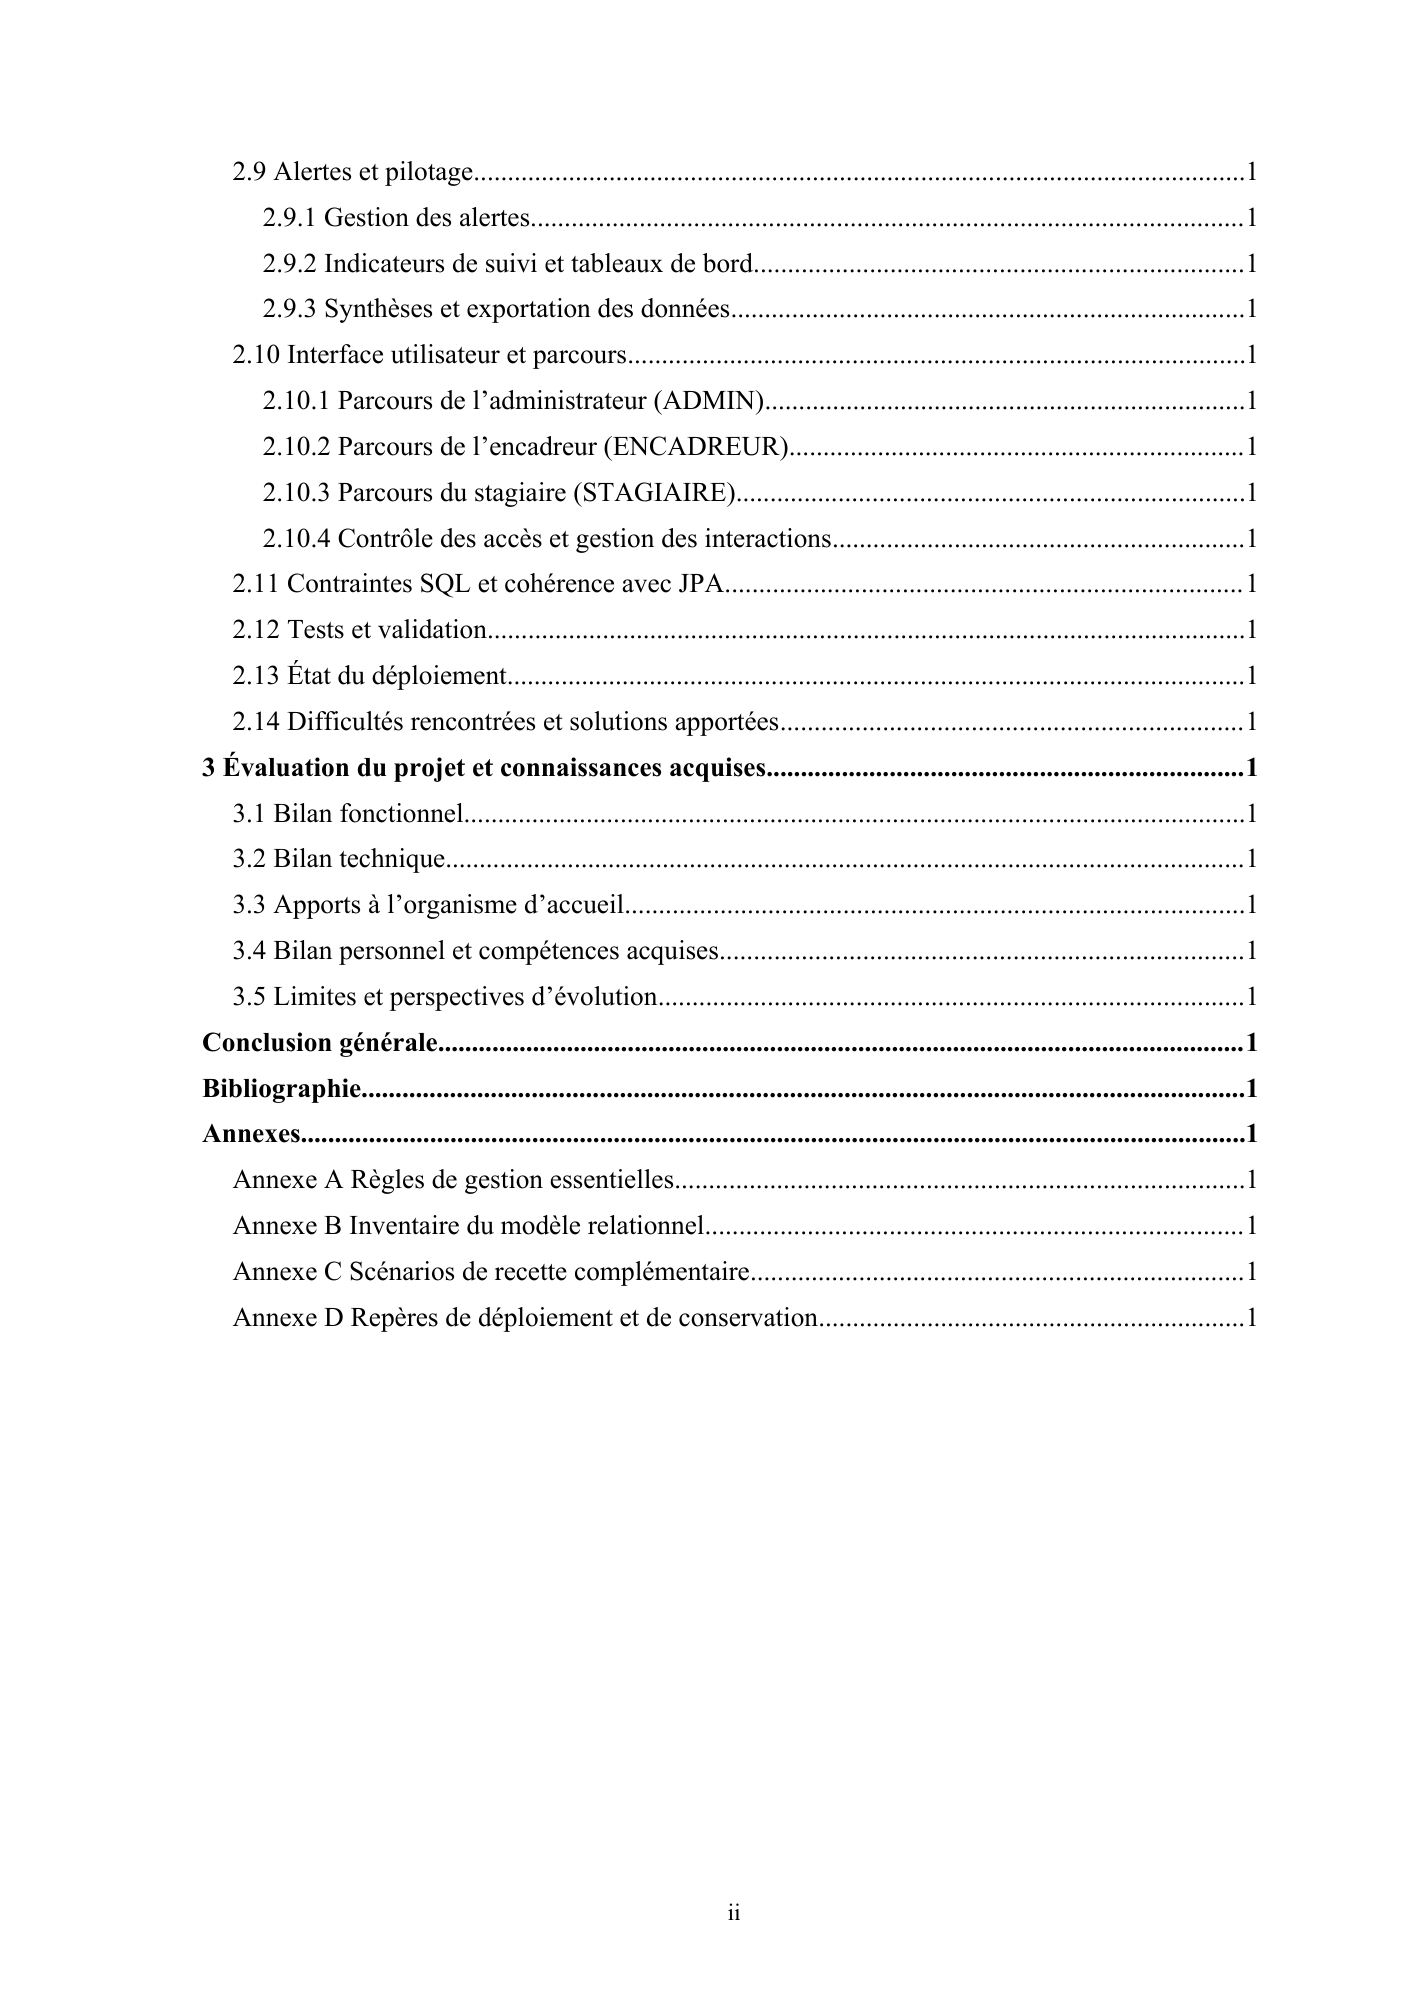 2.9 Alertes et pilotage....................1
2.9.1 Gestion des alertes....................1
2.9.2 Indicateurs de suivi et tableaux de bord....................1
2.9.3 Synthèses et exportation des données....................1
2.10 Interface utilisateur et parcours....................1
2.10.1 Parcours de l’administrateur (ADMIN)....................1
2.10.2 Parcours de l’encadreur (ENCADREUR)....................1
2.10.3 Parcours du stagiaire (STAGIAIRE)....................1
2.10.4 Contrôle des accès et gestion des interactions....................1
2.11 Contraintes SQL et cohérence avec JPA....................1
2.12 Tests et validation....................1
2.13 État du déploiement....................1
2.14 Difficultés rencontrées et solutions apportées....................1
3 Évaluation du projet et connaissances acquises....................1
3.1 Bilan fonctionnel....................1
3.2 Bilan technique....................1
3.3 Apports à l’organisme d’accueil....................1
3.4 Bilan personnel et compétences acquises....................1
3.5 Limites et perspectives d’évolution....................1
Conclusion générale....................1
Bibliographie....................1
Annexes....................1
Annexe A Règles de gestion essentielles....................1
Annexe B Inventaire du modèle relationnel....................1
Annexe C Scénarios de recette complémentaire....................1
Annexe D Repères de déploiement et de conservation....................1
ii